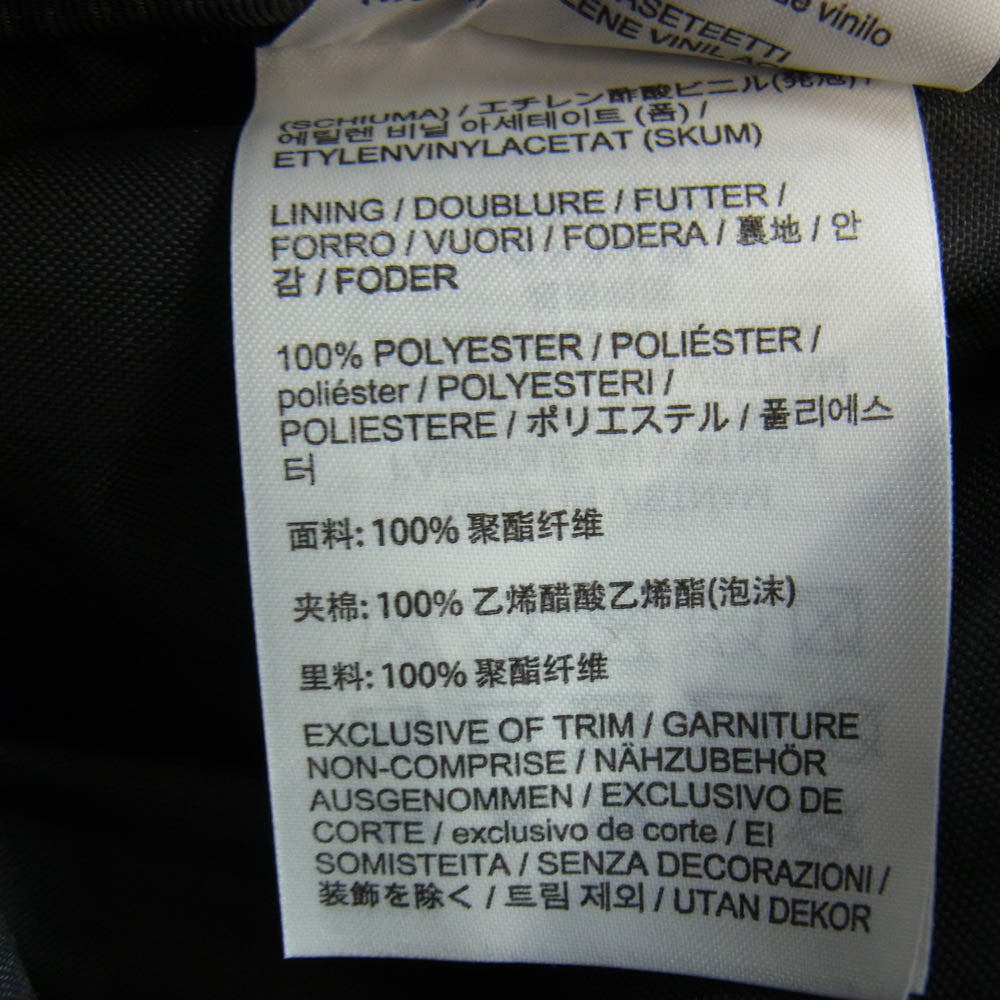 de vinilo
ASETEETTI
(SCHIUMA) / エチレン酢酸ビニル(発泡) /
에틸렌 비닐 아세테이트 (폼) /
ETYLENVINYLACETAT (SKUM)
LINING / DOUBLURE / FUTTER /
FORRO / VUORI / FODERA / 裏地 / 안
감 / FODER
100% POLYESTER / POLIÉSTER /
poliéster / POLYESTERI /
POLIESTERE / ポリエステル / 폴리에스
터
面料: 100% 聚酯纤维
夹棉: 100% 乙烯醋酸乙烯酯(泡沫)
里料: 100% 聚酯纤维
EXCLUSIVE OF TRIM / GARNITURE
NON-COMPRISE / NÄHZUBEHÖR
AUSGENOMMEN / EXCLUSIVO DE
CORTE / exclusivo de corte / EI
SOMISTEITA / SENZA DECORAZIONI /
装飾を除く / 트림 제외 / UTAN DEKOR